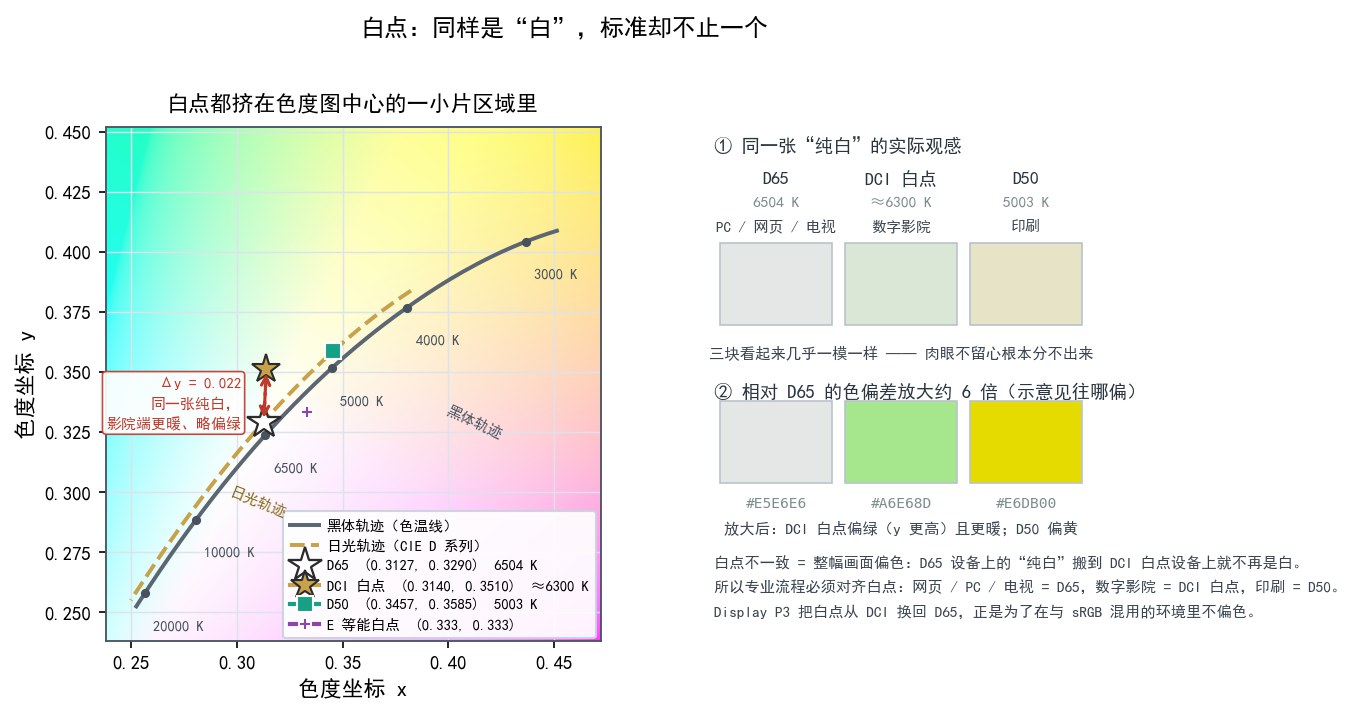 白点：同样是“白”，标准却不止一个
白点都挤在色度图中心的一小片区域里
色度坐标 y
0.450
0.425
0.400
0.375
0.350
0.325
0.300
0.275
0.250
0.25
0.30
0.35
0.40
0.45
色度坐标 x
3000 K
4000 K
5000 K
6500 K
10000 K
20000 K
黑体轨迹
日光轨迹
Δy = 0.022
同一张纯白，
影院端更暖、略偏绿
黑体轨迹（色温线）
日光轨迹（CIE D 系列）
D65 （0.3127, 0.3290） 6504 K
DCI 白点 （0.3140, 0.3510） ≈6300 K
D50 （0.3457, 0.3585） 5003 K
E 等能白点 （0.333, 0.333）
① 同一张“纯白”的实际观感
D65
DCI 白点
D50
6504 K
≈6300 K
5003 K
PC / 网页 / 电视
数字影院
印刷
三块看起来几乎一模一样 —— 肉眼不留心根本分不出来
② 相对 D65 的色偏差放大约 6 倍（示意见往哪偏）
#E5E6E6
#A6E68D
#E6DB00
放大后：DCI 白点偏绿（y 更高）且更暖；D50 偏黄
白点不一致 = 整幅画面偏色：D65 设备上的“纯白”搬到 DCI 白点设备上就不再是白。
所以专业流程必须对齐白点：网页 / PC / 电视 = D65，数字影院 = DCI 白点，印刷 = D50。
Display P3 把白点从 DCI 换回 D65，正是为了在与 sRGB 混用的环境里不偏色。